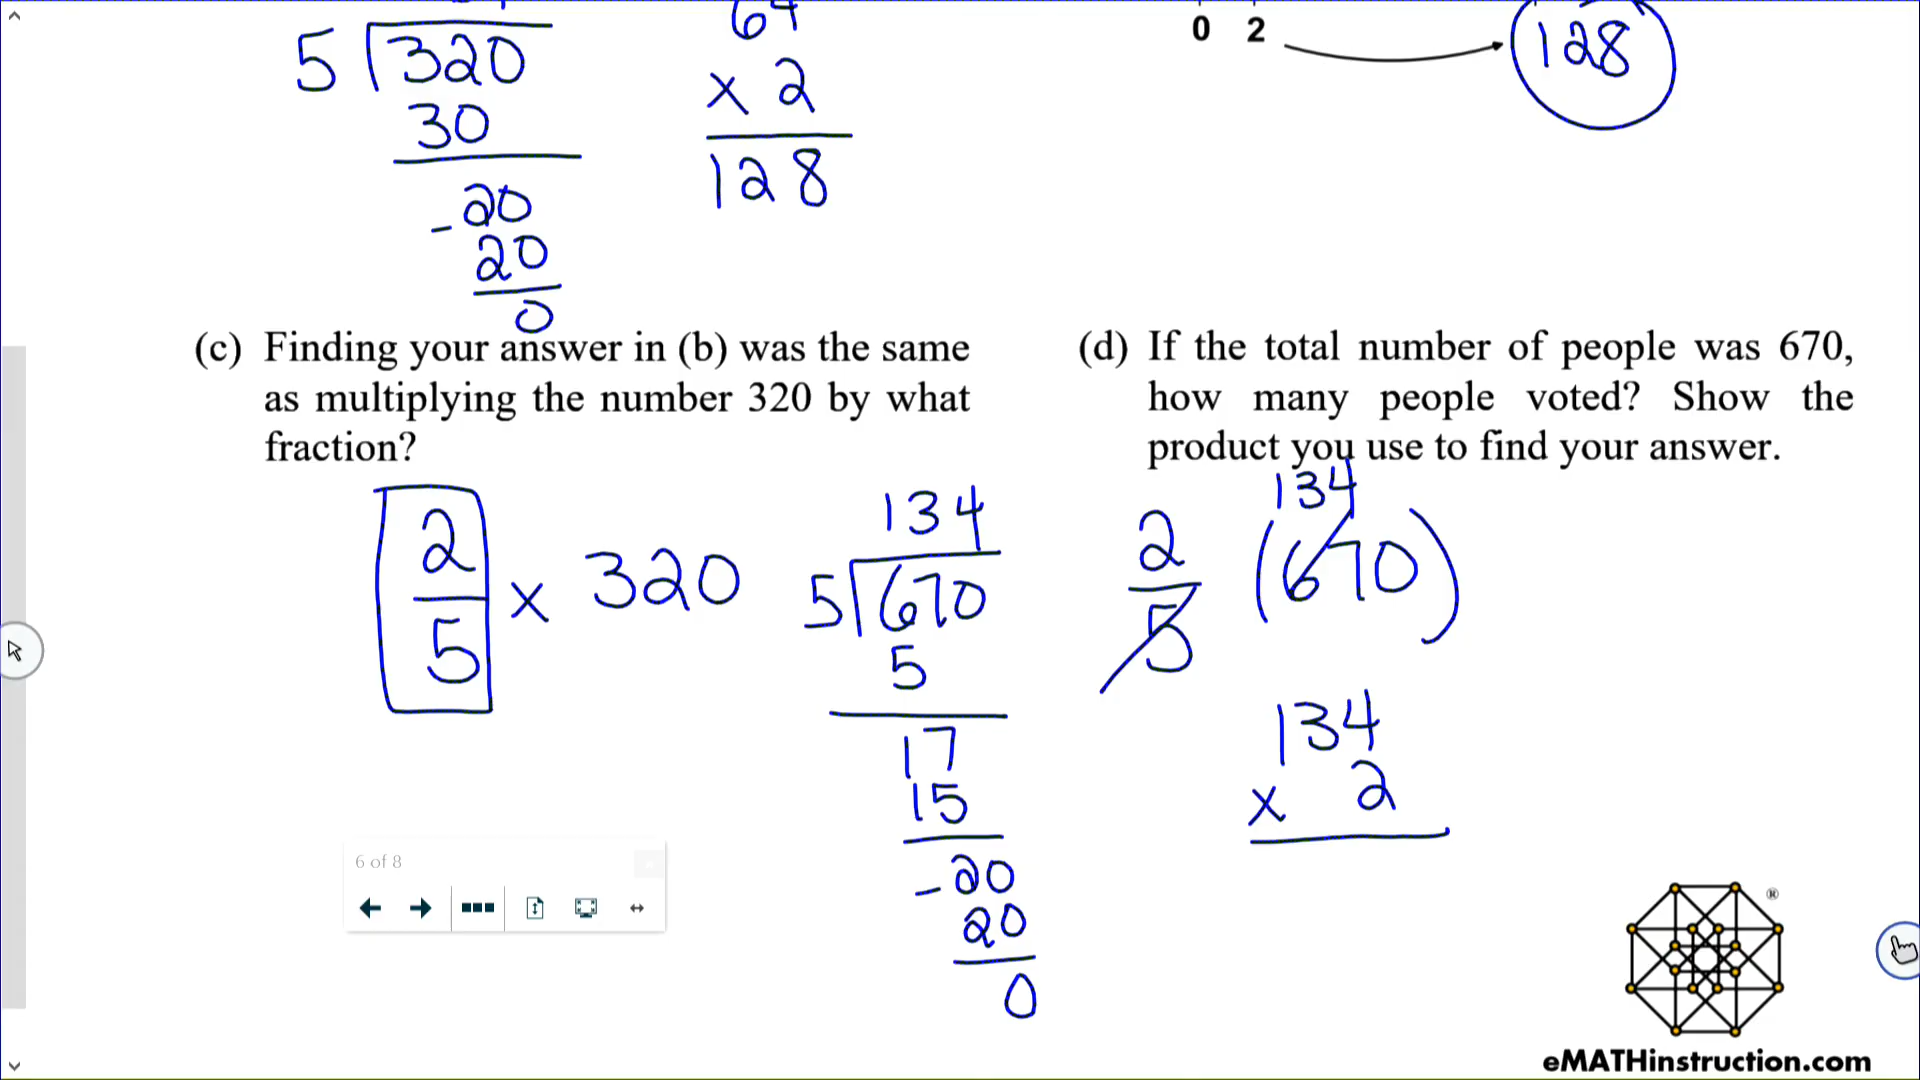 64
5 320
30
- 20
20
0
x 2
128
0 2
128
(c) Finding your answer in (b) was the same
as multiplying the number 320 by what
fraction?
2
5 x 320
134
5 670
5
17
15
- 20
20
0
(d) If the total number of people was 670,
how many people voted? Show the
product you use to find your answer.
134
2
5 (670)
134
x 2
6 of 8
®
eMATHinstruction.com